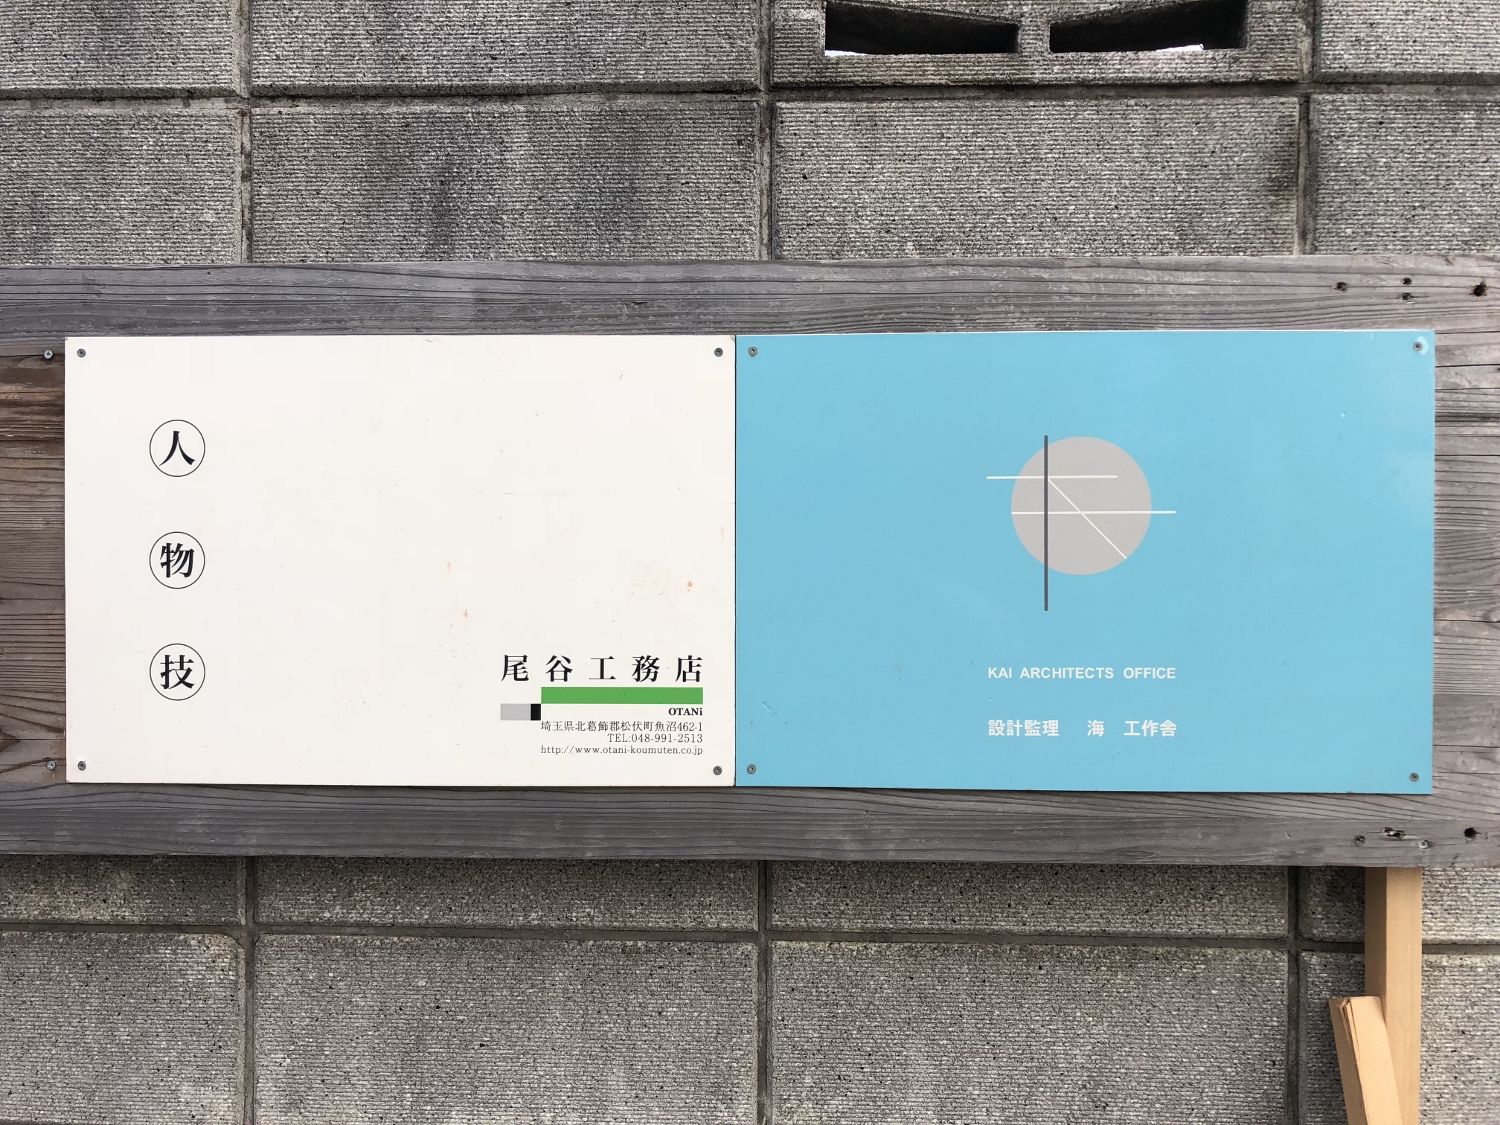 人
物
技
尾谷工務店
OTANi
埼玉県北葛飾郡松伏町魚沼462-1
TEL:048-991-2513
http://www.otani-koumuten.co.jp
KAI ARCHITECTS OFFICE
設計監理 海 工作舎